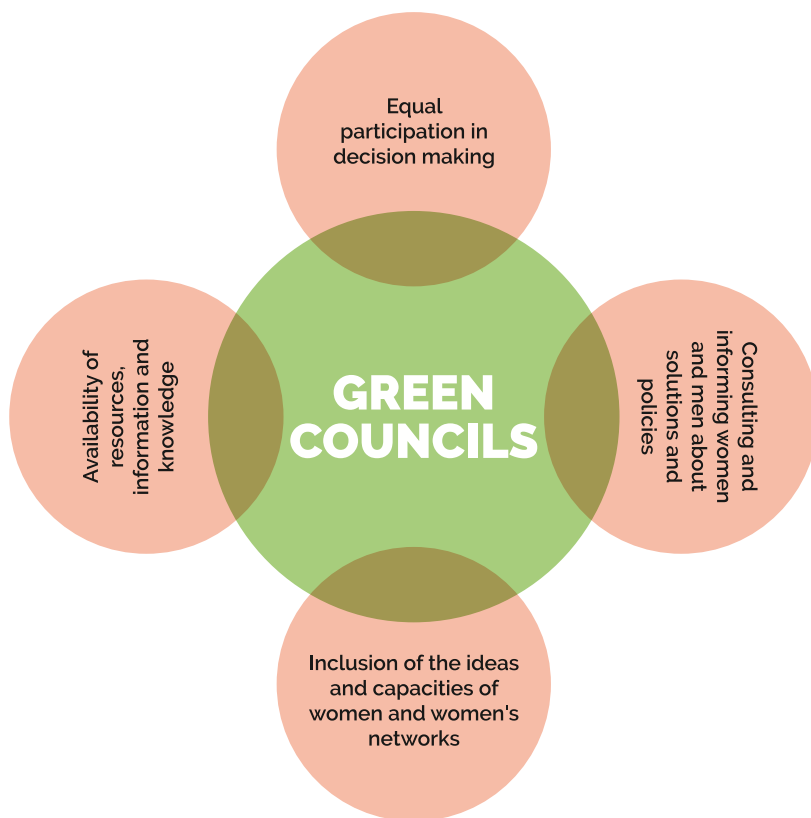 Equal
participation in
decision making
Availability of
resources,
information and
knowledge
GREEN
COUNCILS
Consulting and
informing women
and men about
solutions and
policies
Inclusion of the ideas
and capacities of
women and women's
networks